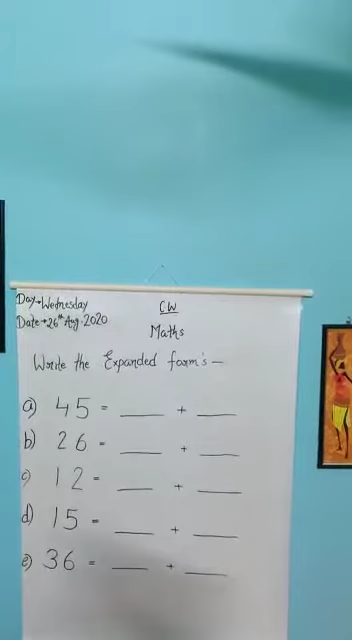 Day→Wednesday
CW
Date→26th Aug. 2020
Maths
Write the Expanded form's —
a) 45 = ____ + ____
b) 26 = ____ + ____
c) 12 = ____ + ____
d) 15 = ____ + ____
e) 36 = ____ + ____